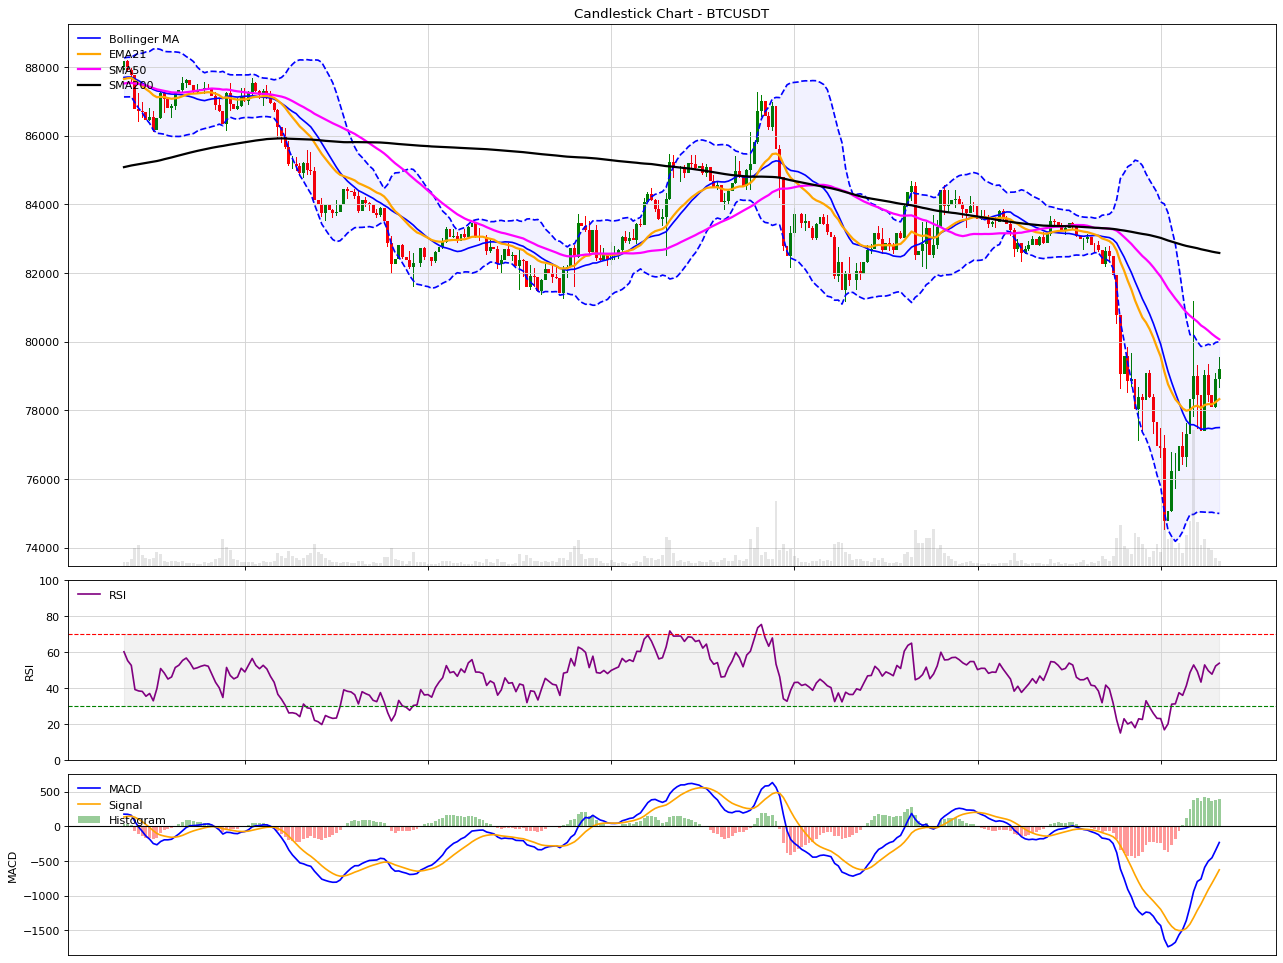 Candlestick Chart - BTCUSDT
Bollinger MA
EMA21
SMA50
SMA200
88000
86000
84000
82000
80000
78000
76000
74000
RSI
RSI
100
80
60
40
20
0
MACD
Signal
Histogram
MACD
500
0
−500
−1000
−1500